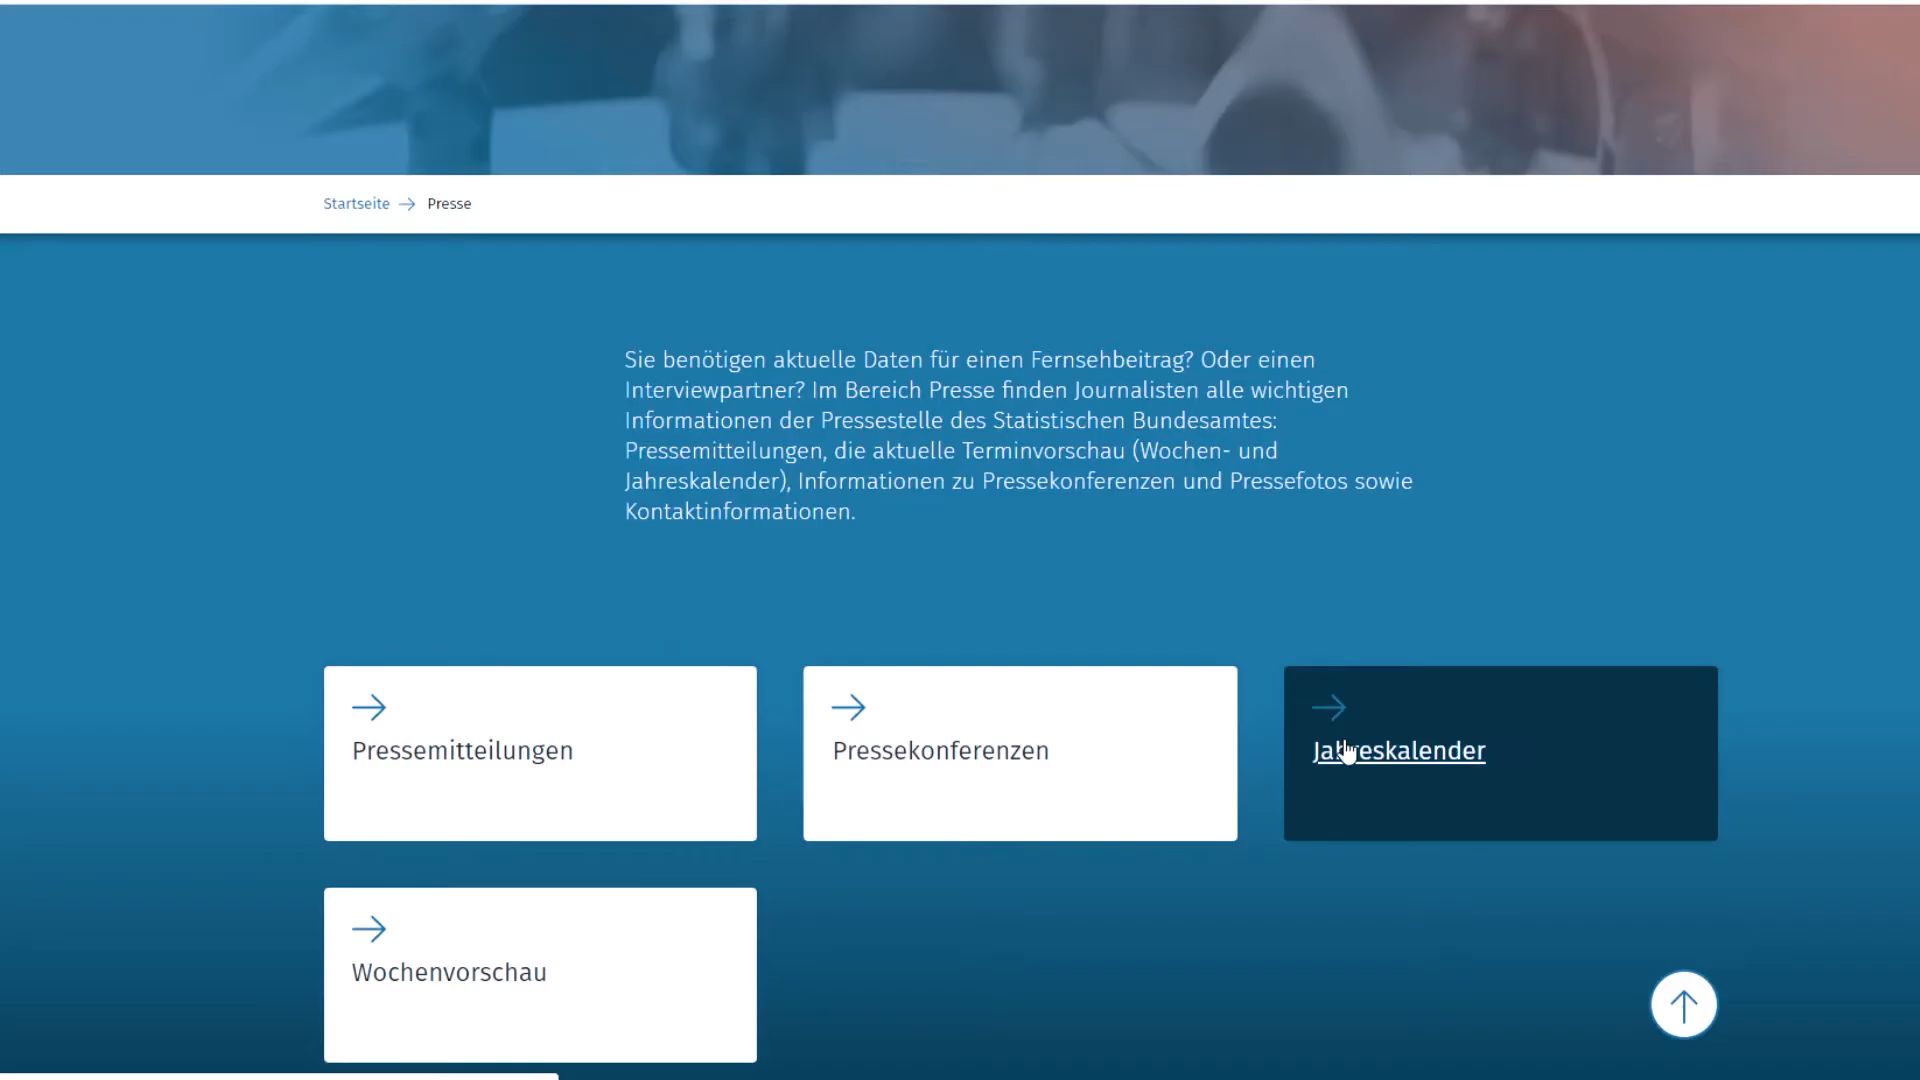 Startseite → Presse
Sie benötigen aktuelle Daten für einen Fernsehbeitrag? Oder einen
Interviewpartner? Im Bereich Presse finden Journalisten alle wichtigen
Informationen der Pressestelle des Statistischen Bundesamtes:
Pressemitteilungen, die aktuelle Terminvorschau (Wochen- und
Jahreskalender), Informationen zu Pressekonferenzen und Pressefotos sowie
Kontaktinformationen.
Pressemitteilungen
Pressekonferenzen
Jahreskalender
Wochenvorschau